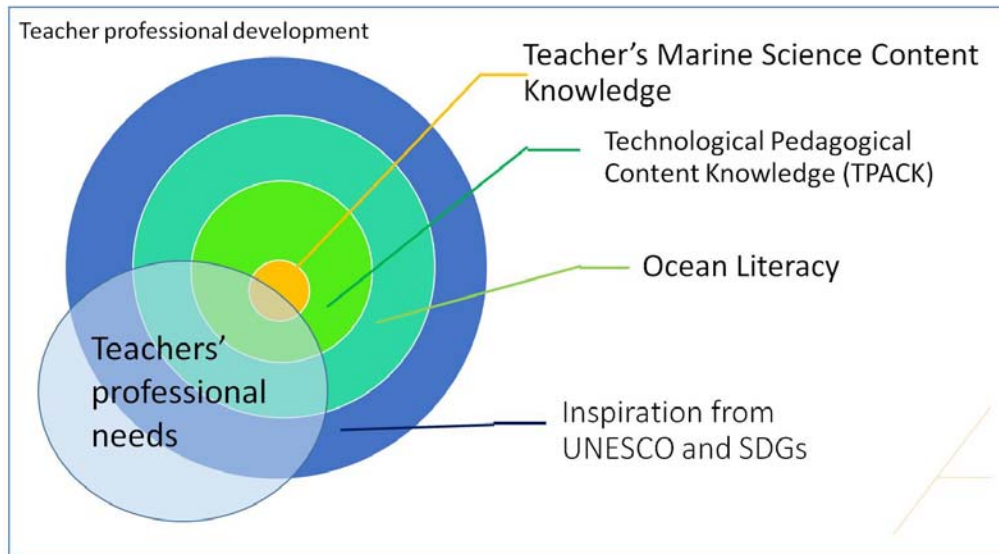 Teacher professional development
Teacher’s Marine Science Content
Knowledge
Technological Pedagogical
Content Knowledge (TPACK)
Ocean Literacy
Teachers’
professional
needs
Inspiration from
UNESCO and SDGs